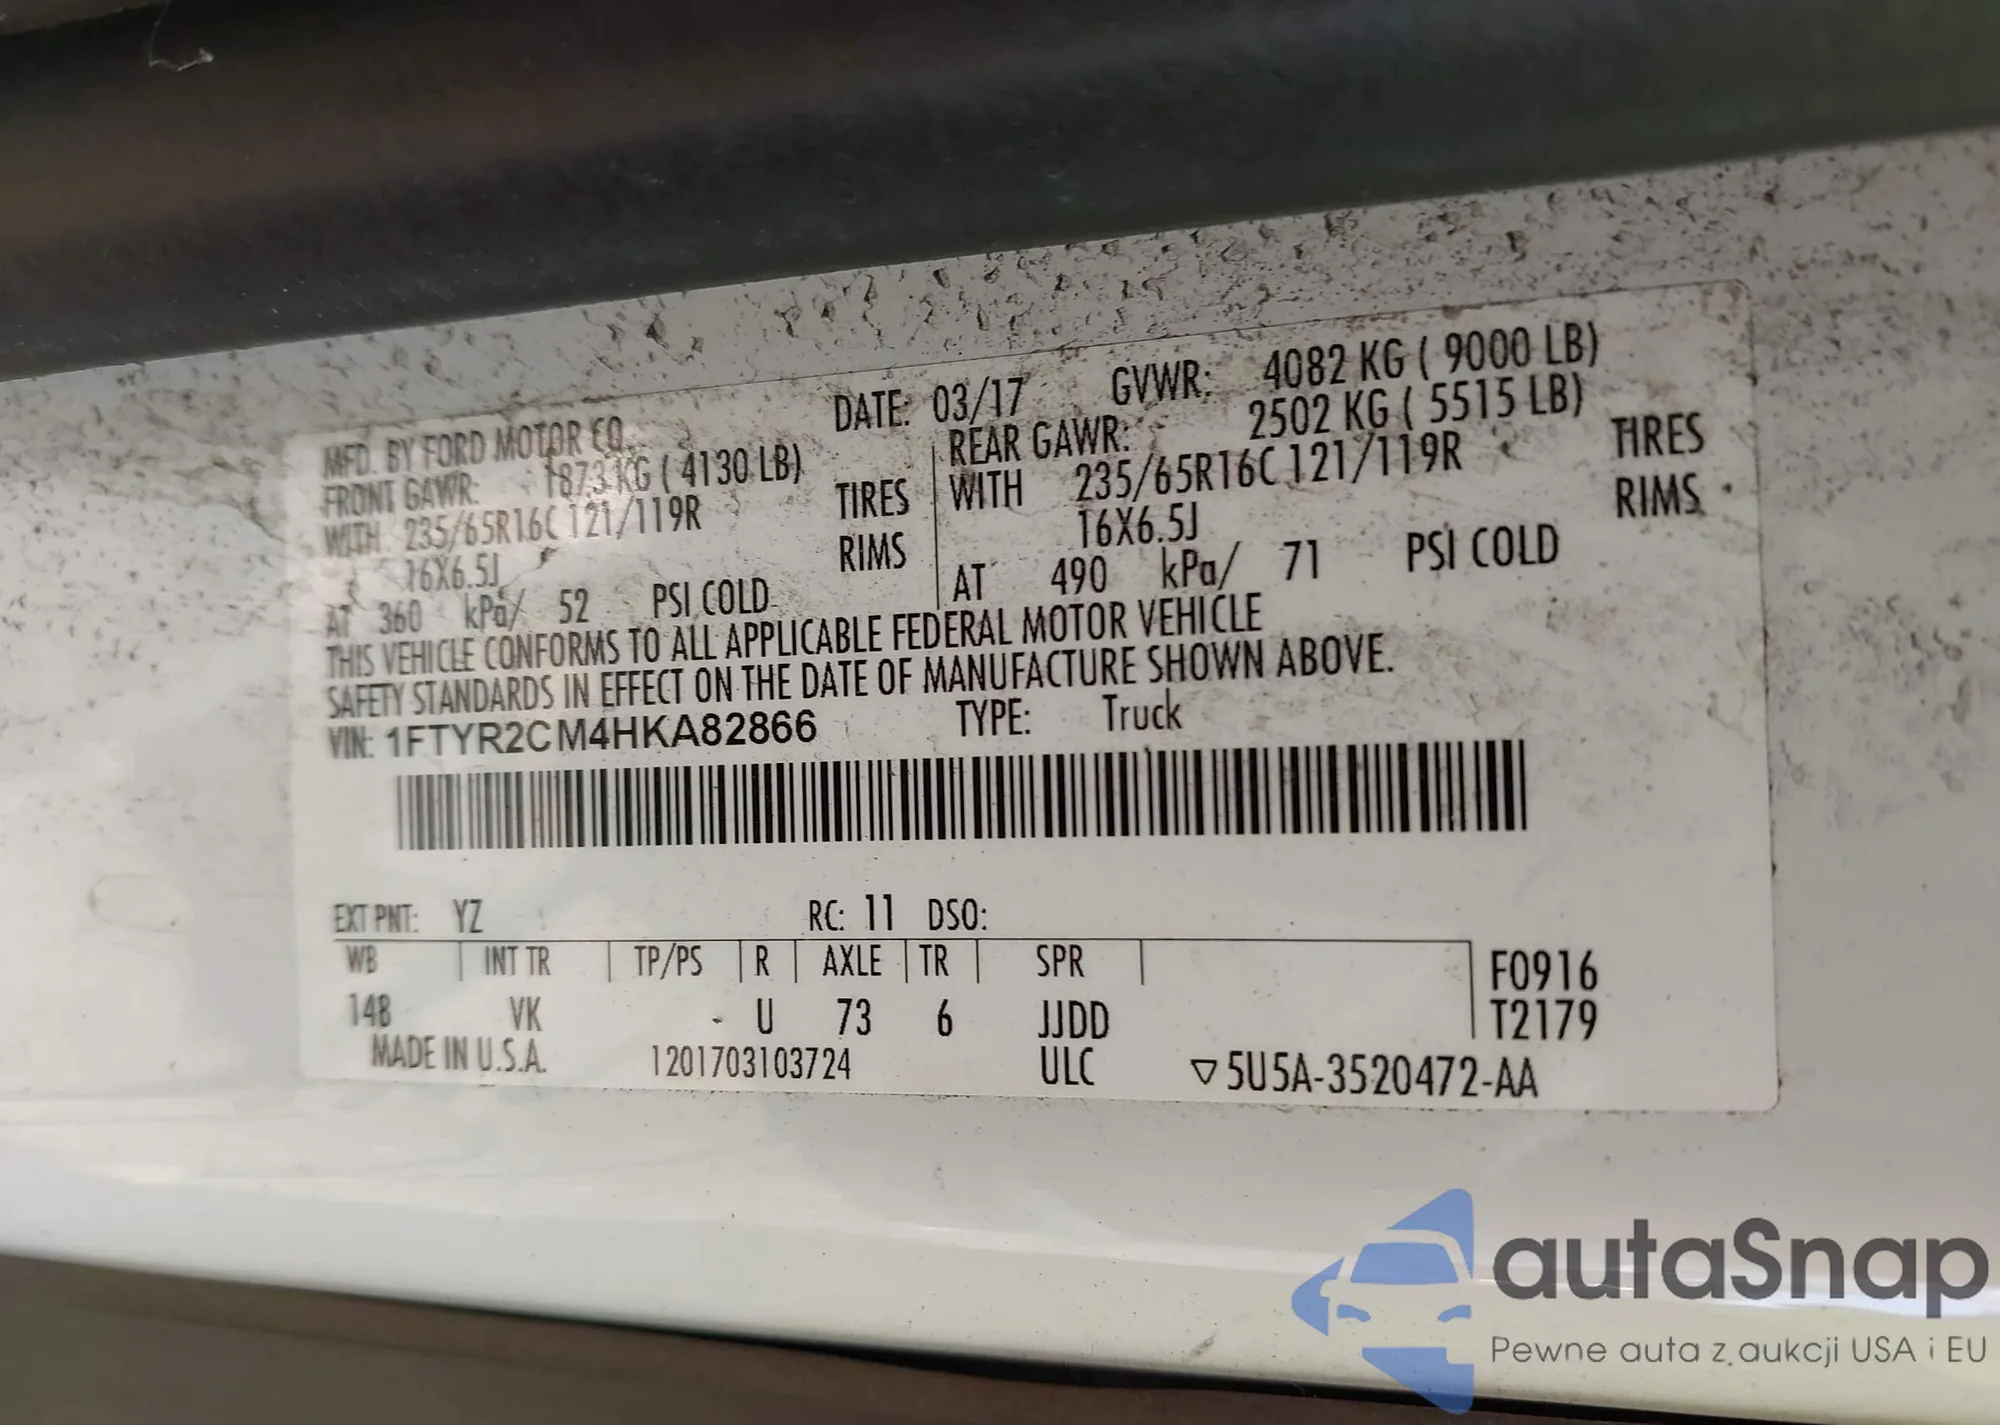 DATE: 03/17 GVWR: 4082 KG ( 9000 LB)
MFD. BY FORD MOTOR CO.
FRONT GAWR: 1873 KG ( 4130 LB)
WITH 235/65R16C 121/119R TIRES
16X6.5J RIMS
AT 360 kPa/ 52 PSI COLD
REAR GAWR: 2502 KG ( 5515 LB)
WITH 235/65R16C 121/119R TIRES
16X6.5J RIMS
AT 490 kPa/ 71 PSI COLD
THIS VEHICLE CONFORMS TO ALL APPLICABLE FEDERAL MOTOR VEHICLE
SAFETY STANDARDS IN EFFECT ON THE DATE OF MANUFACTURE SHOWN ABOVE.
VIN: 1FTYR2CM4HKA82866 TYPE: Truck
EXT PNT: YZ RC: 11 DSO:
WB INT TR TP/PS R AXLE TR SPR
148 VK - U 73 6 JJDD
F0916
T2179
MADE IN U.S.A. 1201703103724 ULC ▽5U5A-3520472-AA
autaSnap
Pewne auta z aukcji USA i EU